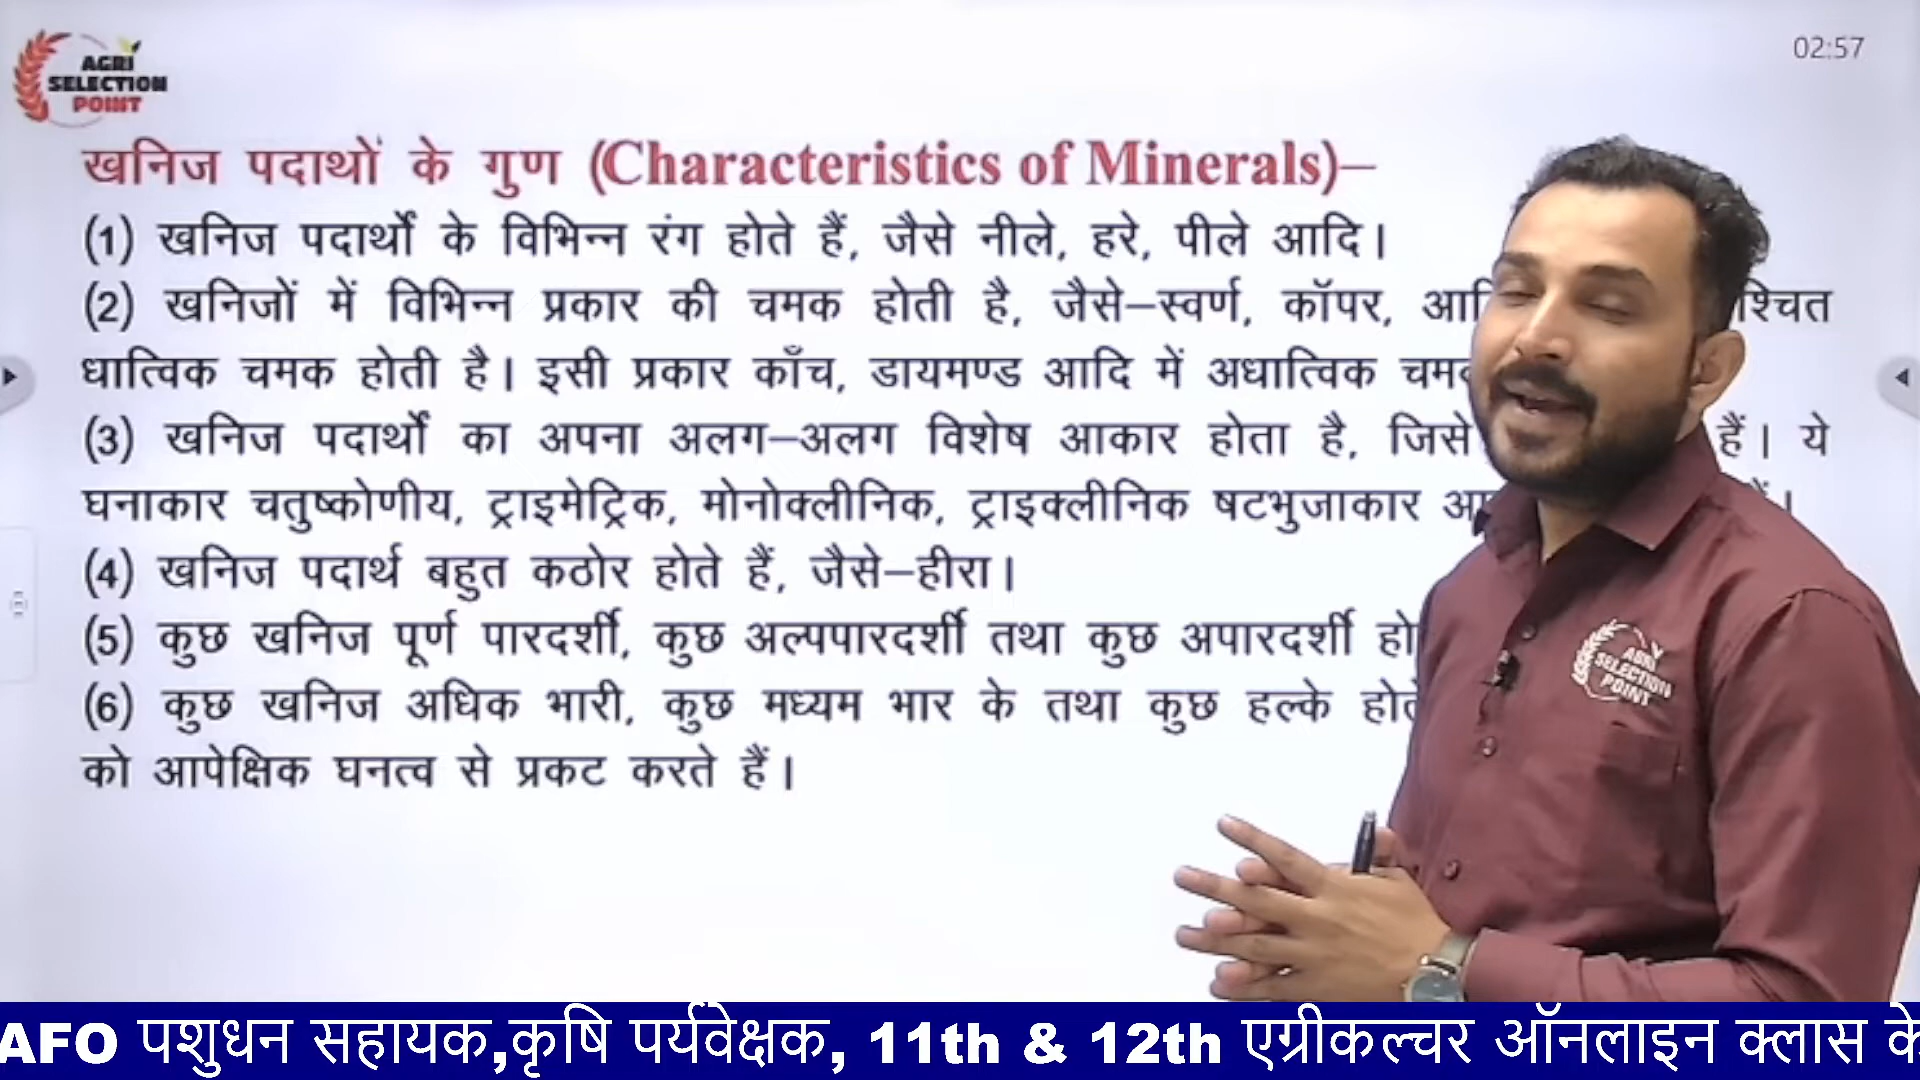 AGRI
SELECTION
POINT
02:57
खनिज पदार्थो के गुण (Characteristics of Minerals)–
(1) खनिज पदार्थों के विभिन्न रंग होते हैं, जैसे नीले, हरे, पीले आदि।
(2) खनिजों में विभिन्न प्रकार की चमक होती है, जैसे–स्वर्ण, कॉपर,
धात्विक चमक होती है। इसी प्रकार काँच, डायमण्ड आदि में अधात्विक
(3) खनिज पदार्थों का अपना अलग–अलग विशेष आकार होता है, जिसे हैं। ये
घनाकार चतुष्कोणीय, ट्राइमेट्रिक, मोनोक्लीनिक, ट्राइक्लीनिक षटभुजाकार
(4) खनिज पदार्थ बहुत कठोर होते हैं, जैसे–हीरा।
(5) कुछ खनिज पूर्ण पारदर्शी, कुछ अल्पपारदर्शी तथा कुछ अपारदर्शी
(6) कुछ खनिज अधिक भारी, कुछ मध्यम भार के तथा कुछ हल्के
को आपेक्षिक घनत्व से प्रकट करते हैं।
AGRI
SELECTION
POINT
AFO पशुधन सहायक,कृषि पर्यवेक्षक, 11th & 12th एग्रीकल्चर ऑनलाइन क्लास के